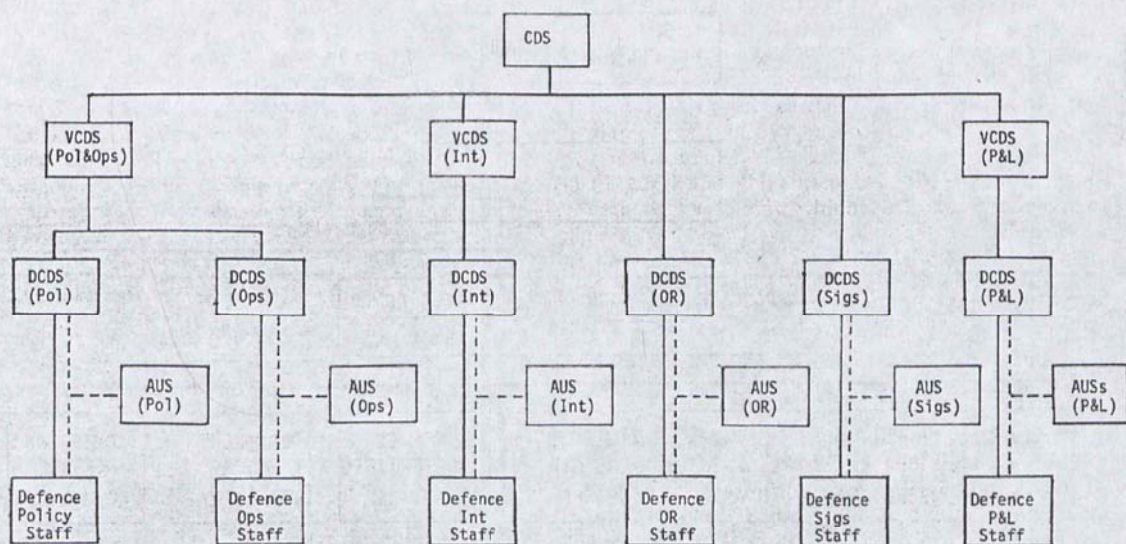 CDS
VCDS
(Pol&Ops)
VCDS
(Int)
VCDS
(P&L)
DCDS
(Pol)
DCDS
(Ops)
DCDS
(Int)
DCDS
(OR)
DCDS
(Sigs)
DCDS
(P&L)
AUS
(Pol)
AUS
(Ops)
AUS
(Int)
AUS
(OR)
AUS
(Sigs)
AUSs
(P&L)
Defence
Policy
Staff
Defence
Ops
Staff
Defence
Int
Staff
Defence
OR
Staff
Defence
Sigs
Staff
Defence
P&L
Staff